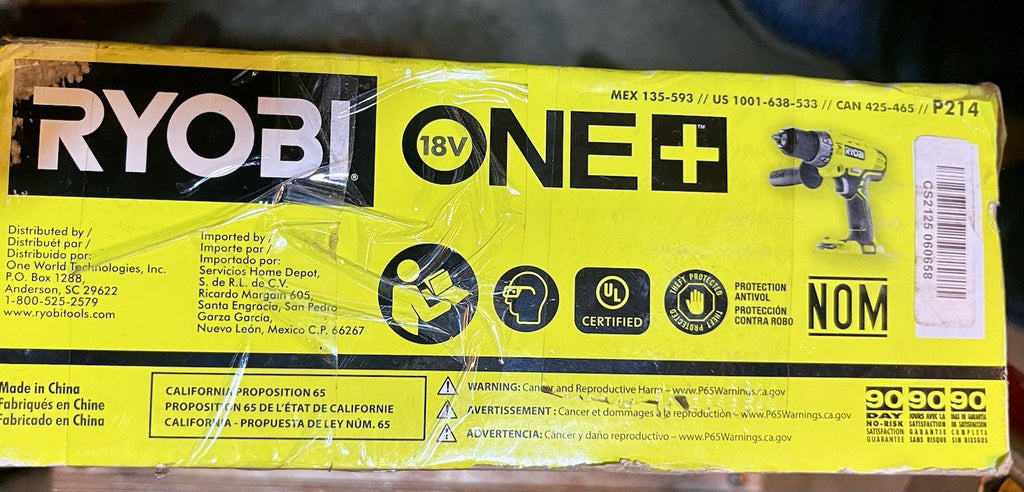 MEX 135-593 // US 1001-638-533 // CAN 425-465 // P214
RYOBI®
18V ONE+™
RYOBI
CS2125 060658
Distributed by /
Distribuét par /
Distribuido por:
One World Technologies, Inc.
P.O. Box 1288,
Anderson, SC 29622
1-800-525-2579
www.ryobitools.com
Imported by /
Importe par /
Importado por:
Servicios Home Depot,
S. de R.L. de C.V.
Ricardo Margain 605,
Santa Engracia, San Pedro
Garza Garcia,
Nuevo León, Mexico C.P. 66267
UL
CERTIFIED
THEFT PROTECTED
THEFT PROTECTED
PROTECTION
ANTIVOL
PROTECCIÓN
CONTRA ROBO
NOM
Made in China
Fabriqués en Chine
Fabricado en China
CALIFORNIA PROPOSITION 65
PROPOSITION 65 DE L'ÉTAT DE CALIFORNIE
CALIFORNIA - PROPUESTA DE LEY NÚM. 65
WARNING: Cancer and Reproductive Harm – www.P65Warnings.ca.gov
AVERTISSEMENT : Cancer et dommages à la reproduction – www.P65Warnings.ca.gov
ADVERTENCIA: Cáncer y daño reproductivo – www.P65Warnings.ca.gov
90
DAY
NO-RISK
SATISFACTION
GUARANTEE
90
JOURS AVEC LA
SATISFACTION
GARANTIE
SANS RISQUE
90
DÍAS DE GARANTÍA
DE SATISFACCIÓN
COMPLETA
SIN RIESGOS